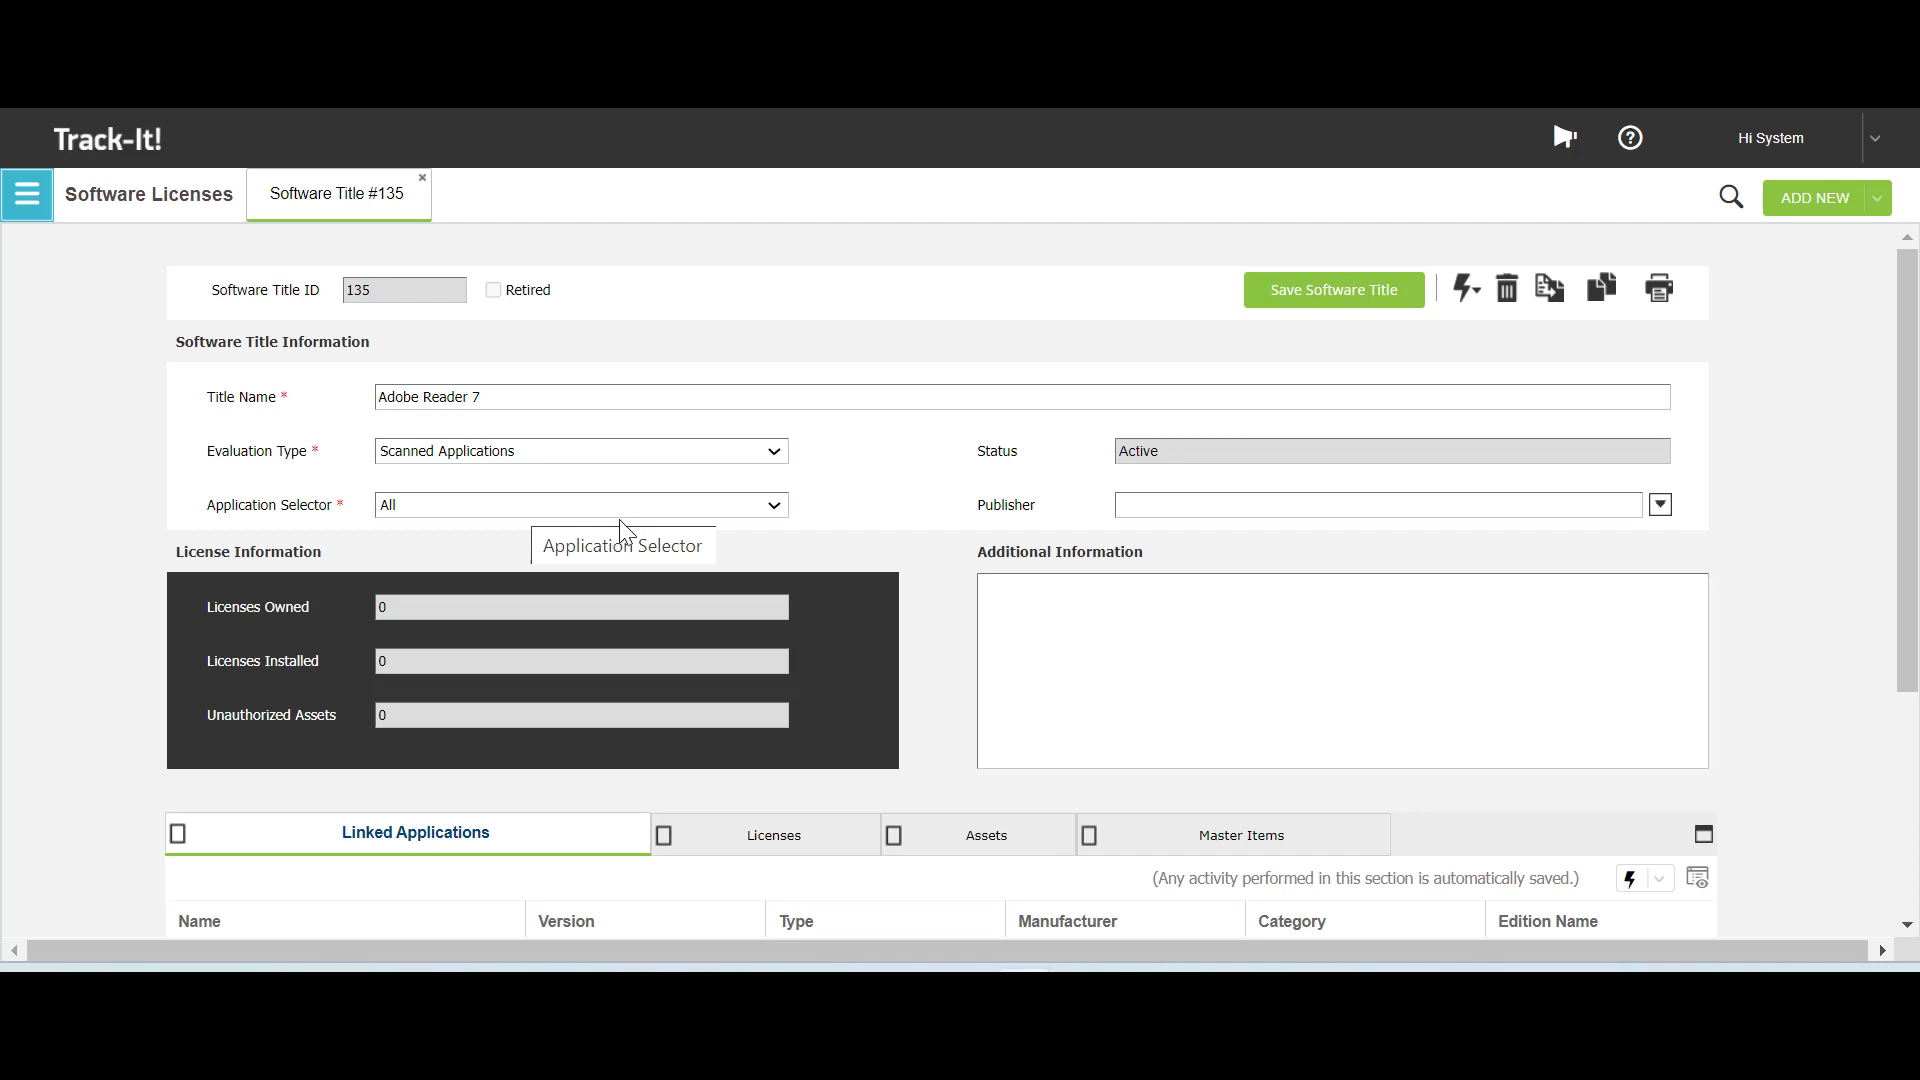 Track-It!
Hi System
Software Licenses
Software Title #135
ADD NEW
Software Title ID
135
Retired
Save Software Title
Software Title Information
Title Name *
Adobe Reader 7
Evaluation Type *
Scanned Applications
Status
Active
Application Selector *
All
Publisher
Application Selector
License Information
Additional Information
Licenses Owned
0
Licenses Installed
0
Unauthorized Assets
0
Linked Applications
Licenses
Assets
Master Items
(Any activity performed in this section is automatically saved.)
Name
Version
Type
Manufacturer
Category
Edition Name